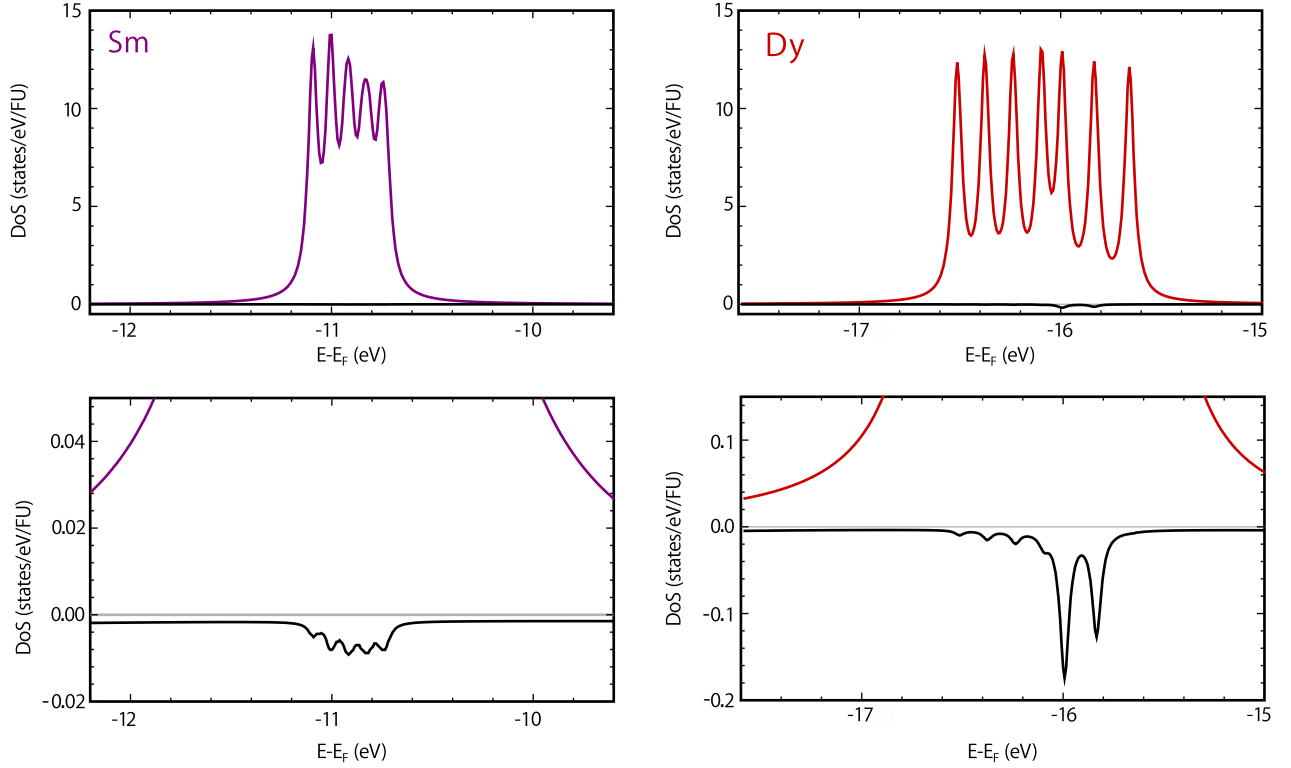 Sm
15
10
5
0
DoS (states/eV/FU)
-12
-11
-10
E-E_F (eV)
Dy
15
10
5
0
DoS (states/eV/FU)
-17
-16
-15
E-E_F (eV)
0.04
0.02
0.00
-0.02
DoS (states/eV/FU)
-12
-11
-10
E-E_F (eV)
0.1
0.0
-0.1
-0.2
DoS (states/eV/FU)
-17
-16
-15
E-E_F (eV)